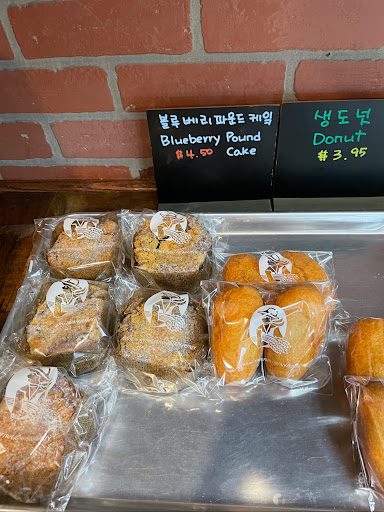 블루베리 파운드 케익
Blueberry Pound
$4.50 Cake
생도넛
Donut
$3.95